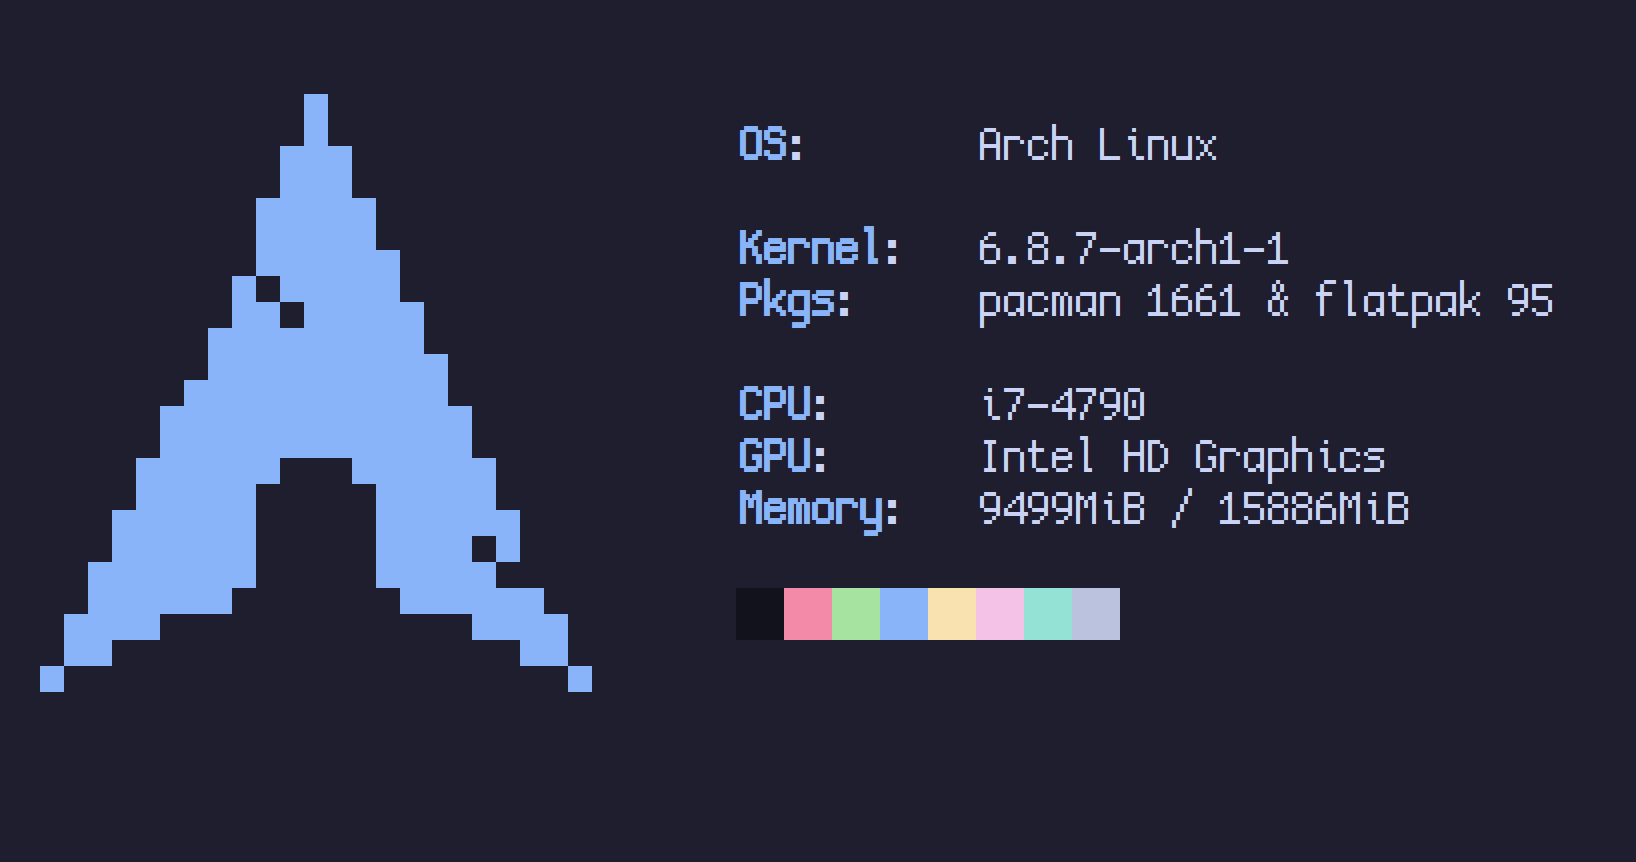 OS: Arch Linux
Kernel: 6.8.7-arch1-1
Pkgs: pacman 1661 & flatpak 95
CPU: i7-4790
GPU: Intel HD Graphics
Memory: 9499MiB / 15886MiB